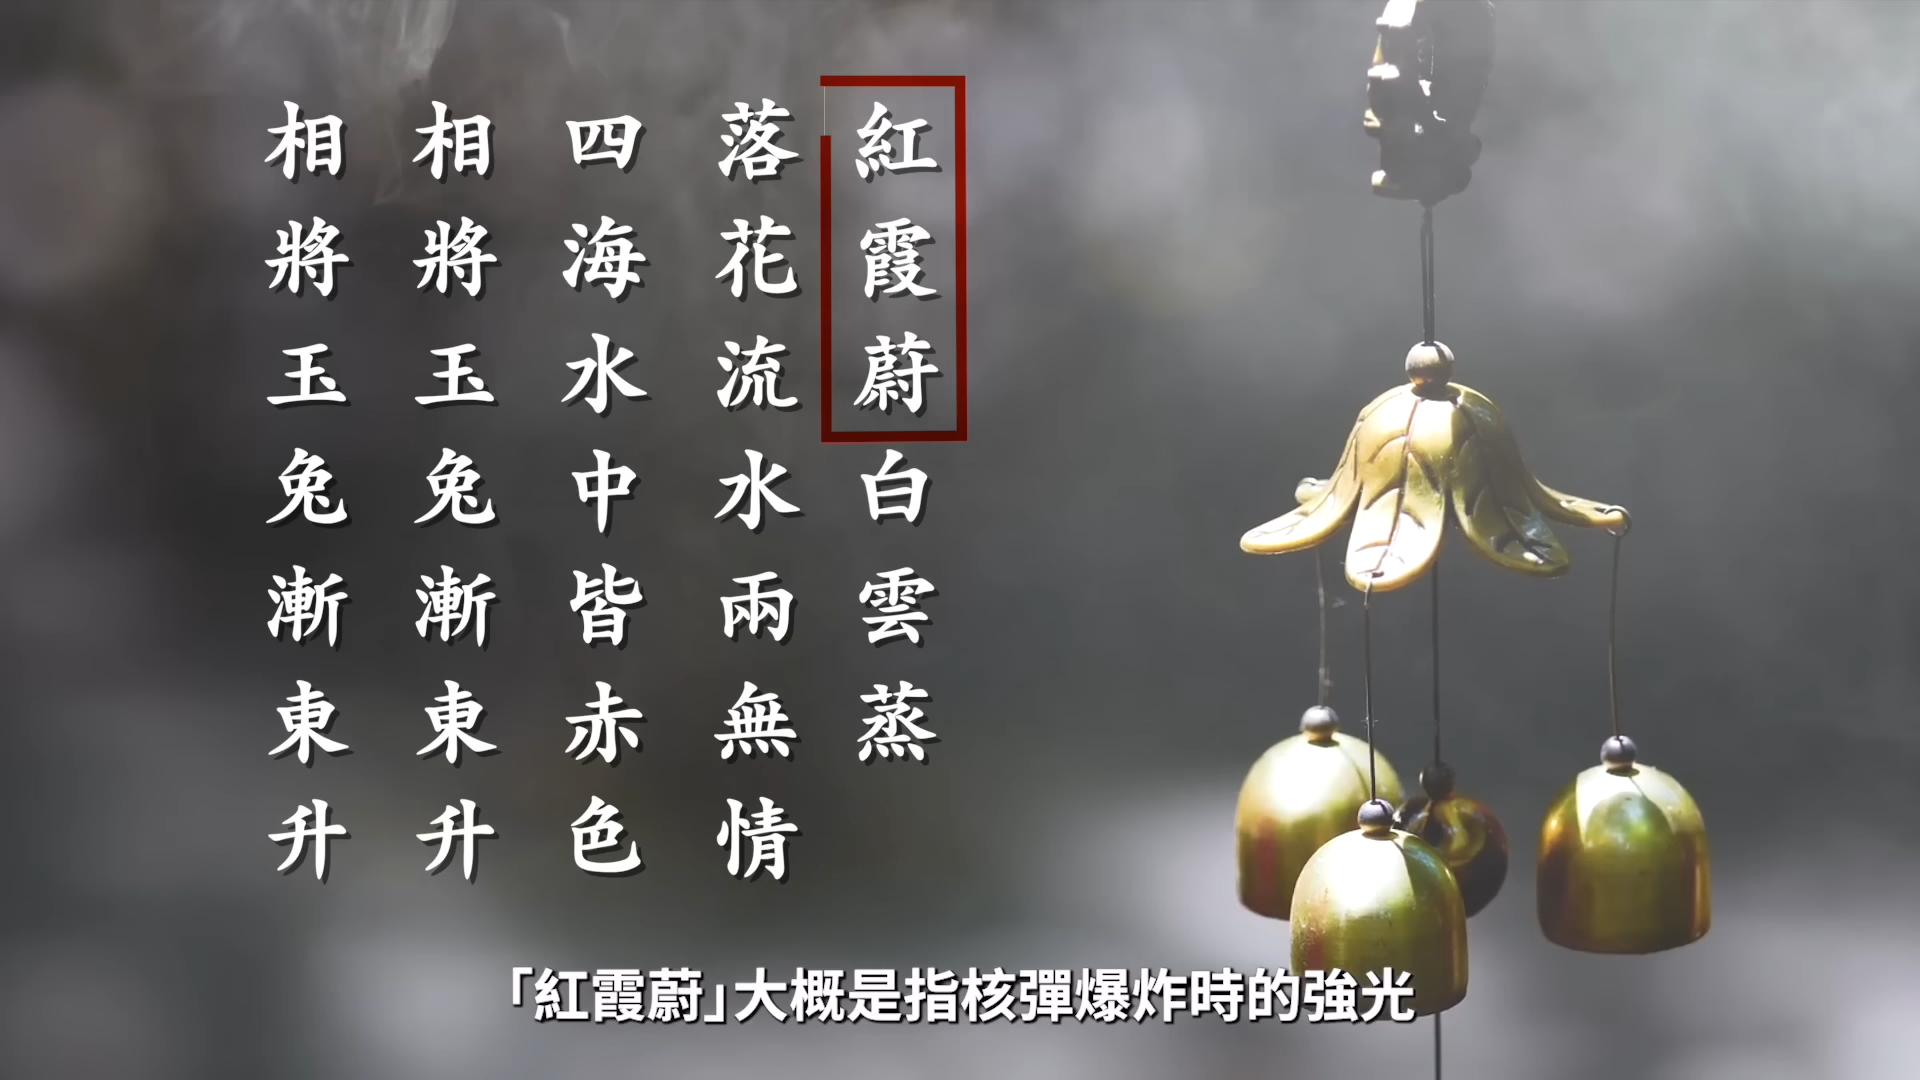 紅霞蔚白雲蒸
落花流水兩無情
四海水中皆赤色
相將玉兔漸東升
相將玉兔漸東升
「紅霞蔚」大概是指核彈爆炸時的強光